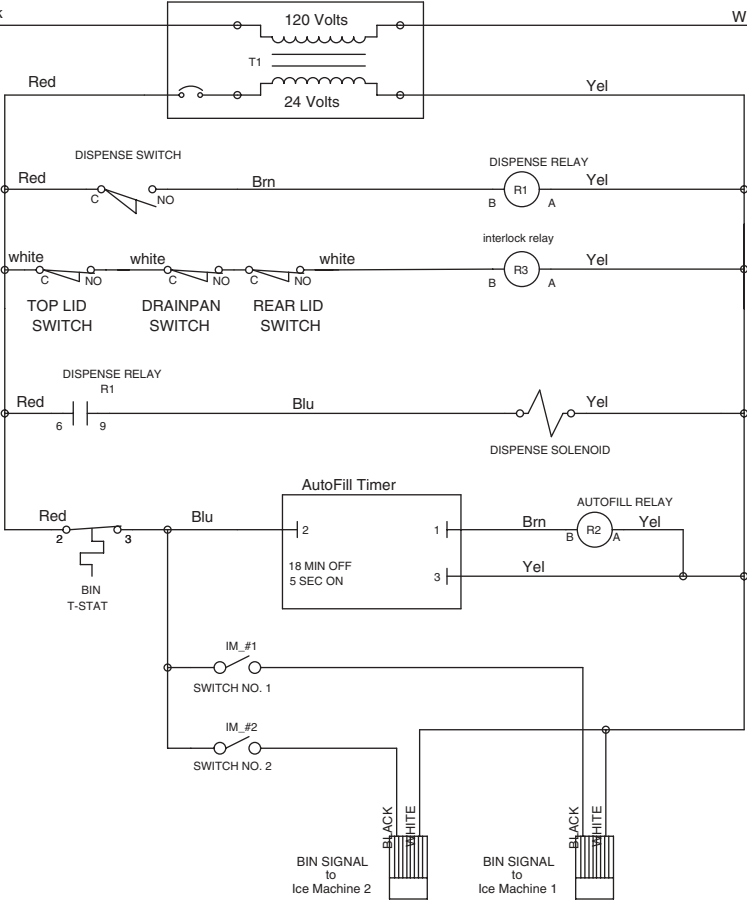 120 Volts
W
T1
Red
24 Volts
Yel
DISPENSE SWITCH
DISPENSE RELAY
Red
C
NO
Brn
B
R1
A
Yel
interlock relay
white
C
NO
white
C
NO
C
NO
white
B
R3
A
Yel
TOP LID
SWITCH
DRAINPAN
SWITCH
REAR LID
SWITCH
DISPENSE RELAY
R1
Red
6
9
Blu
Yel
DISPENSE SOLENOID
AutoFill Timer
AUTOFILL RELAY
Red
2
3
Blu
2
1
Brn
B
R2
A
Yel
BIN
T-STAT
18 MIN OFF
5 SEC ON
3
Yel
IM_#1
SWITCH NO. 1
IM_#2
SWITCH NO. 2
BLACK
WHITE
BLACK
WHITE
BIN SIGNAL
to
Ice Machine 2
BIN SIGNAL
to
Ice Machine 1